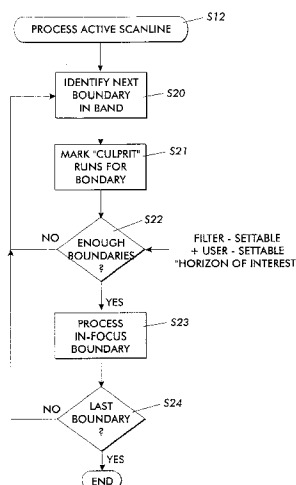 S12
PROCESS ACTIVE SCANLINE
IDENTIFY NEXT
BOUNDARY
IN BAND
S20
S21
MARK "CULPRIT"
RUNS FOR
BONDARY
S22
NO
ENOUGH
BOUNDARIES
?
FILTER - SETTABLE
+ USER - SETTABLE
"HORIZON OF INTEREST
YES
PROCESS
IN-FOCUS
BOUNDARY
S23
NO
LAST
BOUNDARY
?
S24
YES
END